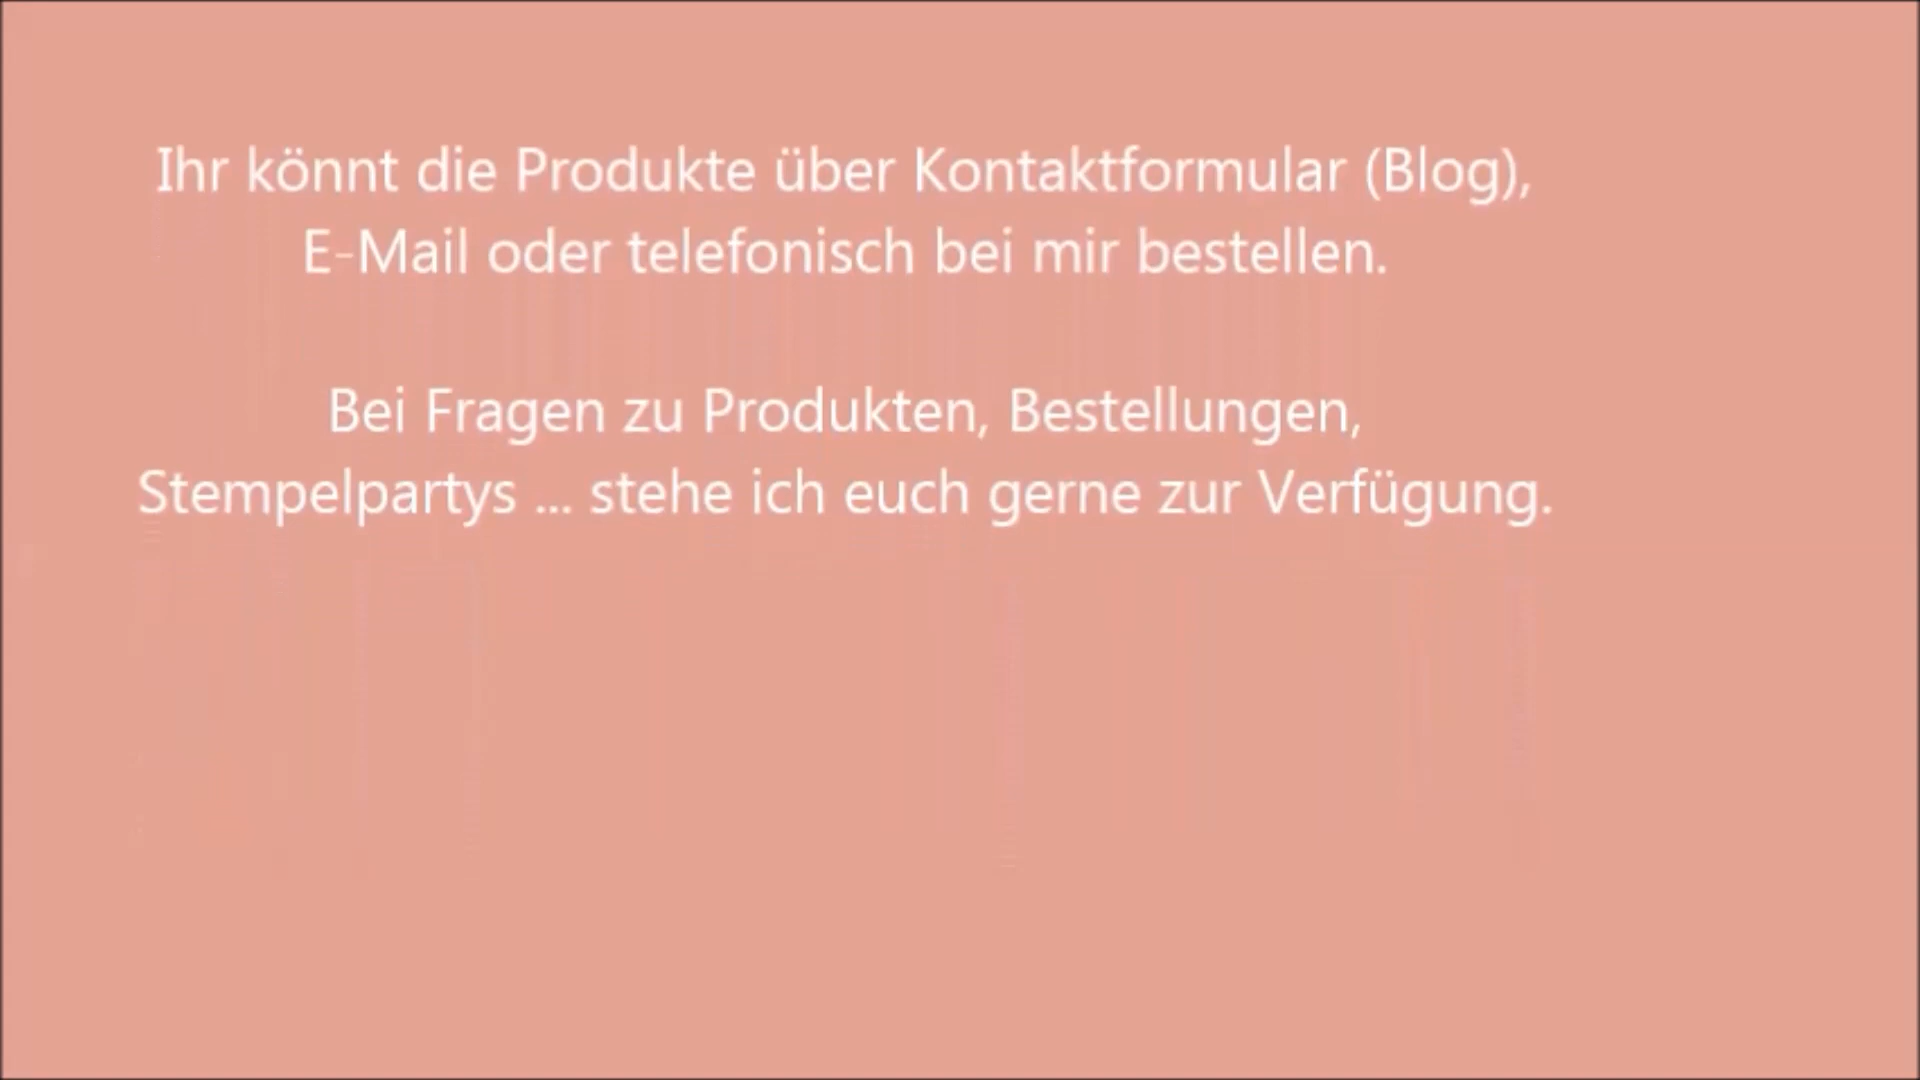 Ihr könnt die Produkte über Kontaktformular (Blog),
E-Mail oder telefonisch bei mir bestellen.
Bei Fragen zu Produkten, Bestellungen,
Stempelpartys ... stehe ich euch gerne zur Verfügung.